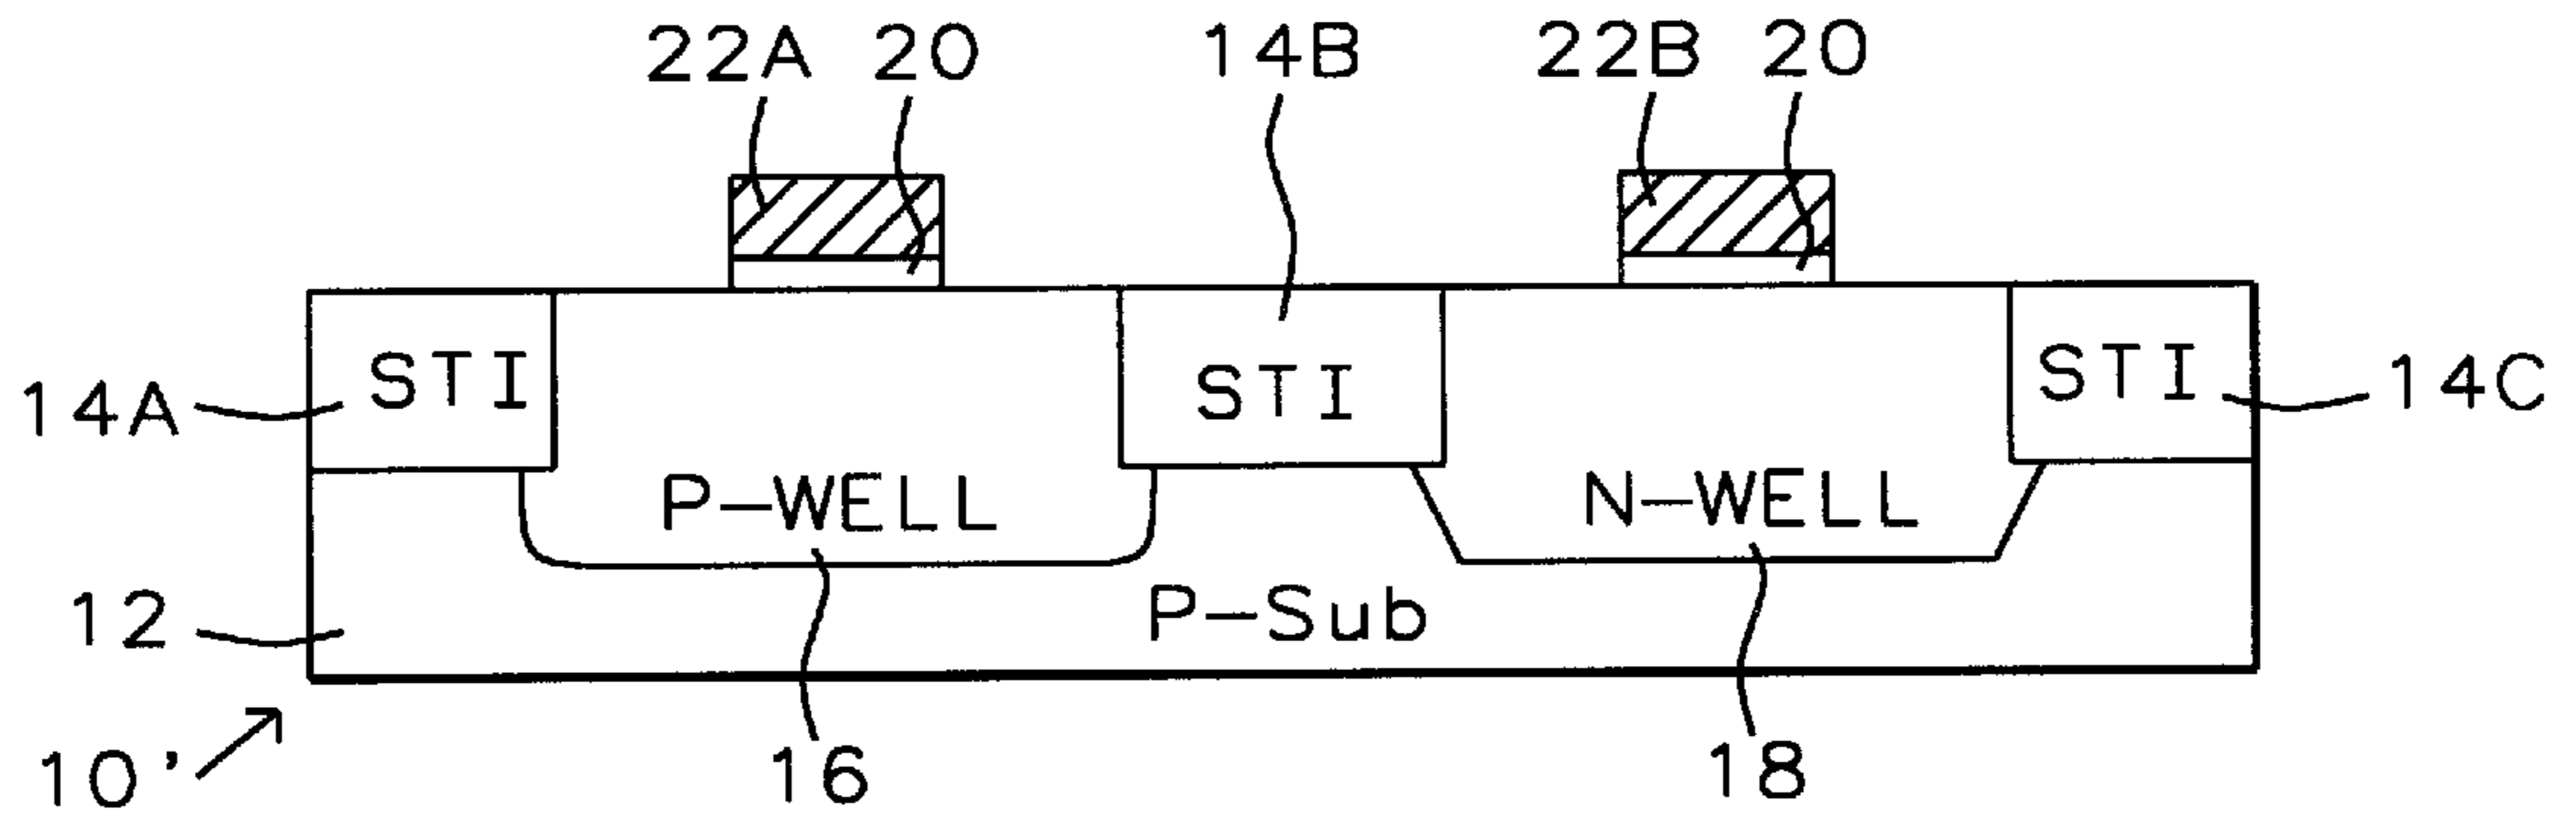 22A 20 14B 22B 20
STI STI STI
14A 14C
P-WELL N-WELL
12 P-Sub
10' 16 18